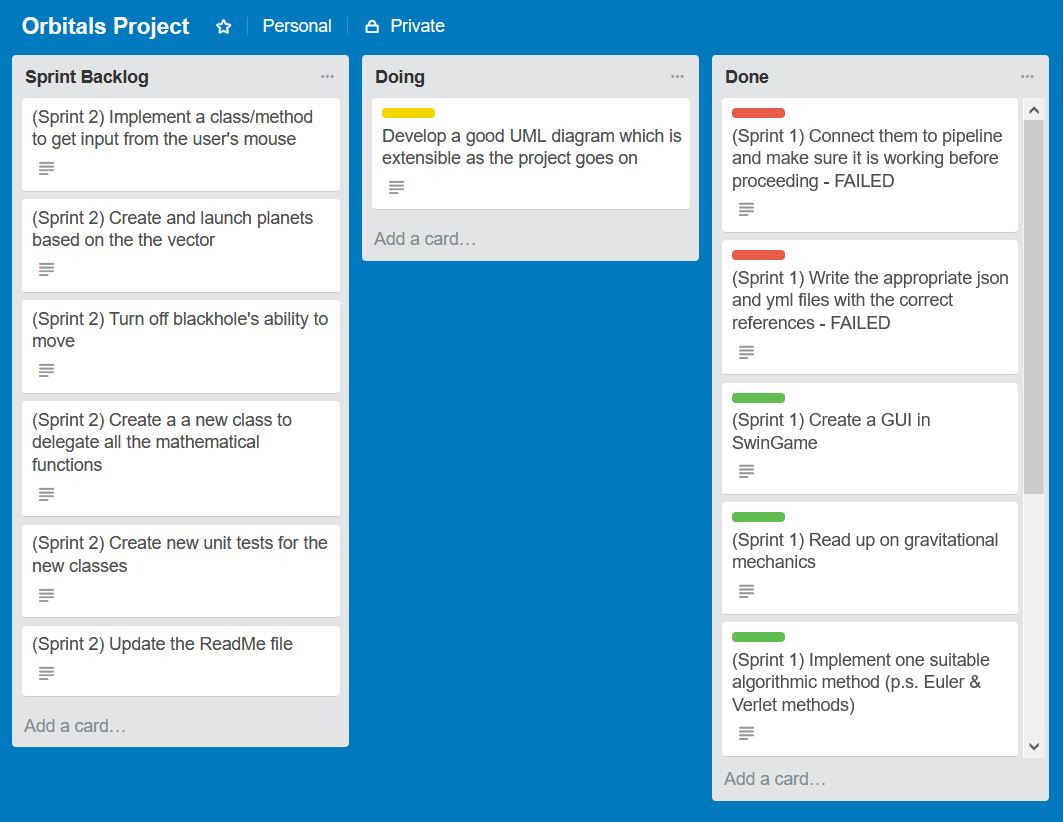 Orbitals Project
Personal
Private
Sprint Backlog
(Sprint 2) Implement a class/method
to get input from the user's mouse
(Sprint 2) Create and launch planets
based on the the vector
(Sprint 2) Turn off blackhole's ability to
move
(Sprint 2) Create a a new class to
delegate all the mathematical
functions
(Sprint 2) Create new unit tests for the
new classes
(Sprint 2) Update the ReadMe file
Add a card…
Doing
Develop a good UML diagram which is
extensible as the project goes on
Add a card…
Done
(Sprint 1) Connect them to pipeline
and make sure it is working before
proceeding - FAILED
(Sprint 1) Write the appropriate json
and yml files with the correct
references - FAILED
(Sprint 1) Create a GUI in
SwinGame
(Sprint 1) Read up on gravitational
mechanics
(Sprint 1) Implement one suitable
algorithmic method (p.s. Euler &
Verlet methods)
Add a card…